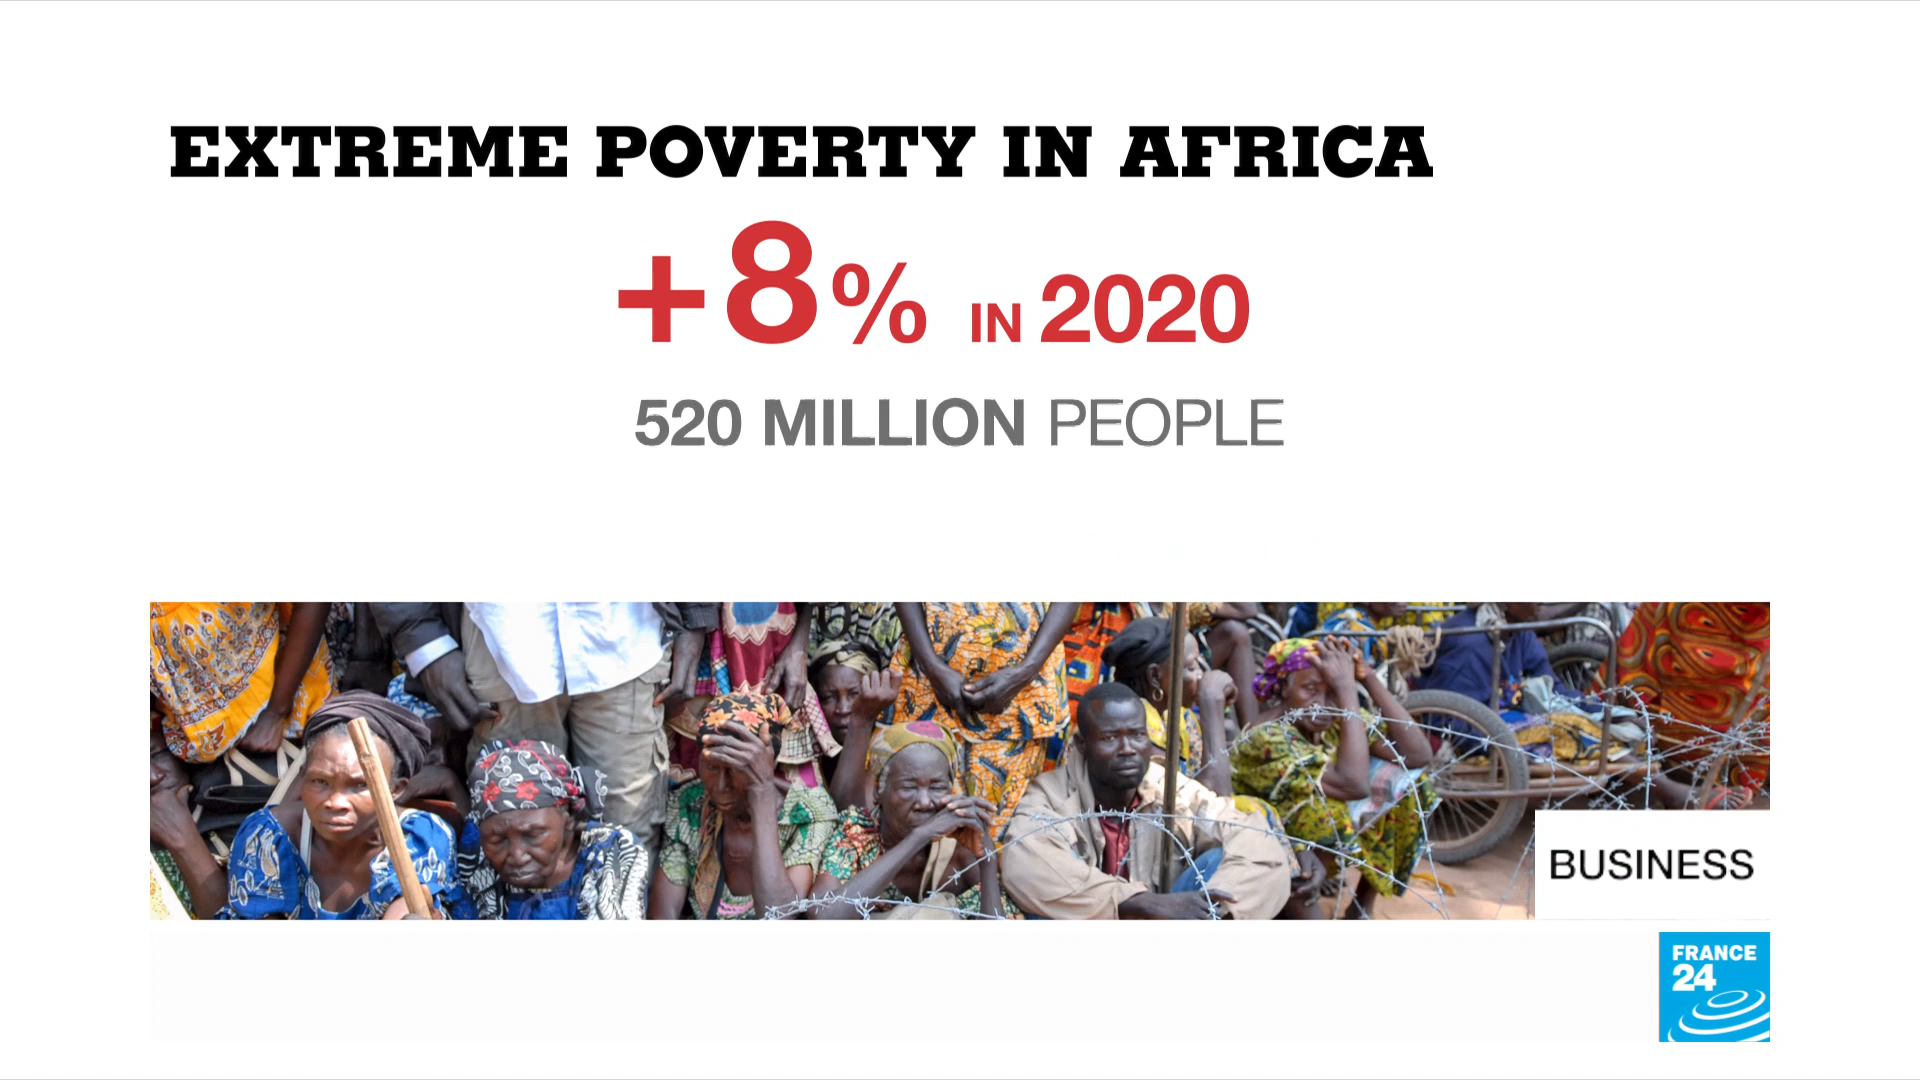 EXTREME POVERTY IN AFRICA
+8% IN 2020
520 MILLION PEOPLE
BUSINESS
FRANCE
24